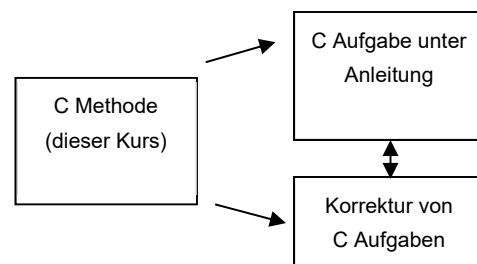 C Methode
(dieser Kurs)
C Aufgabe unter
Anleitung
Korrektur von
C Aufgaben